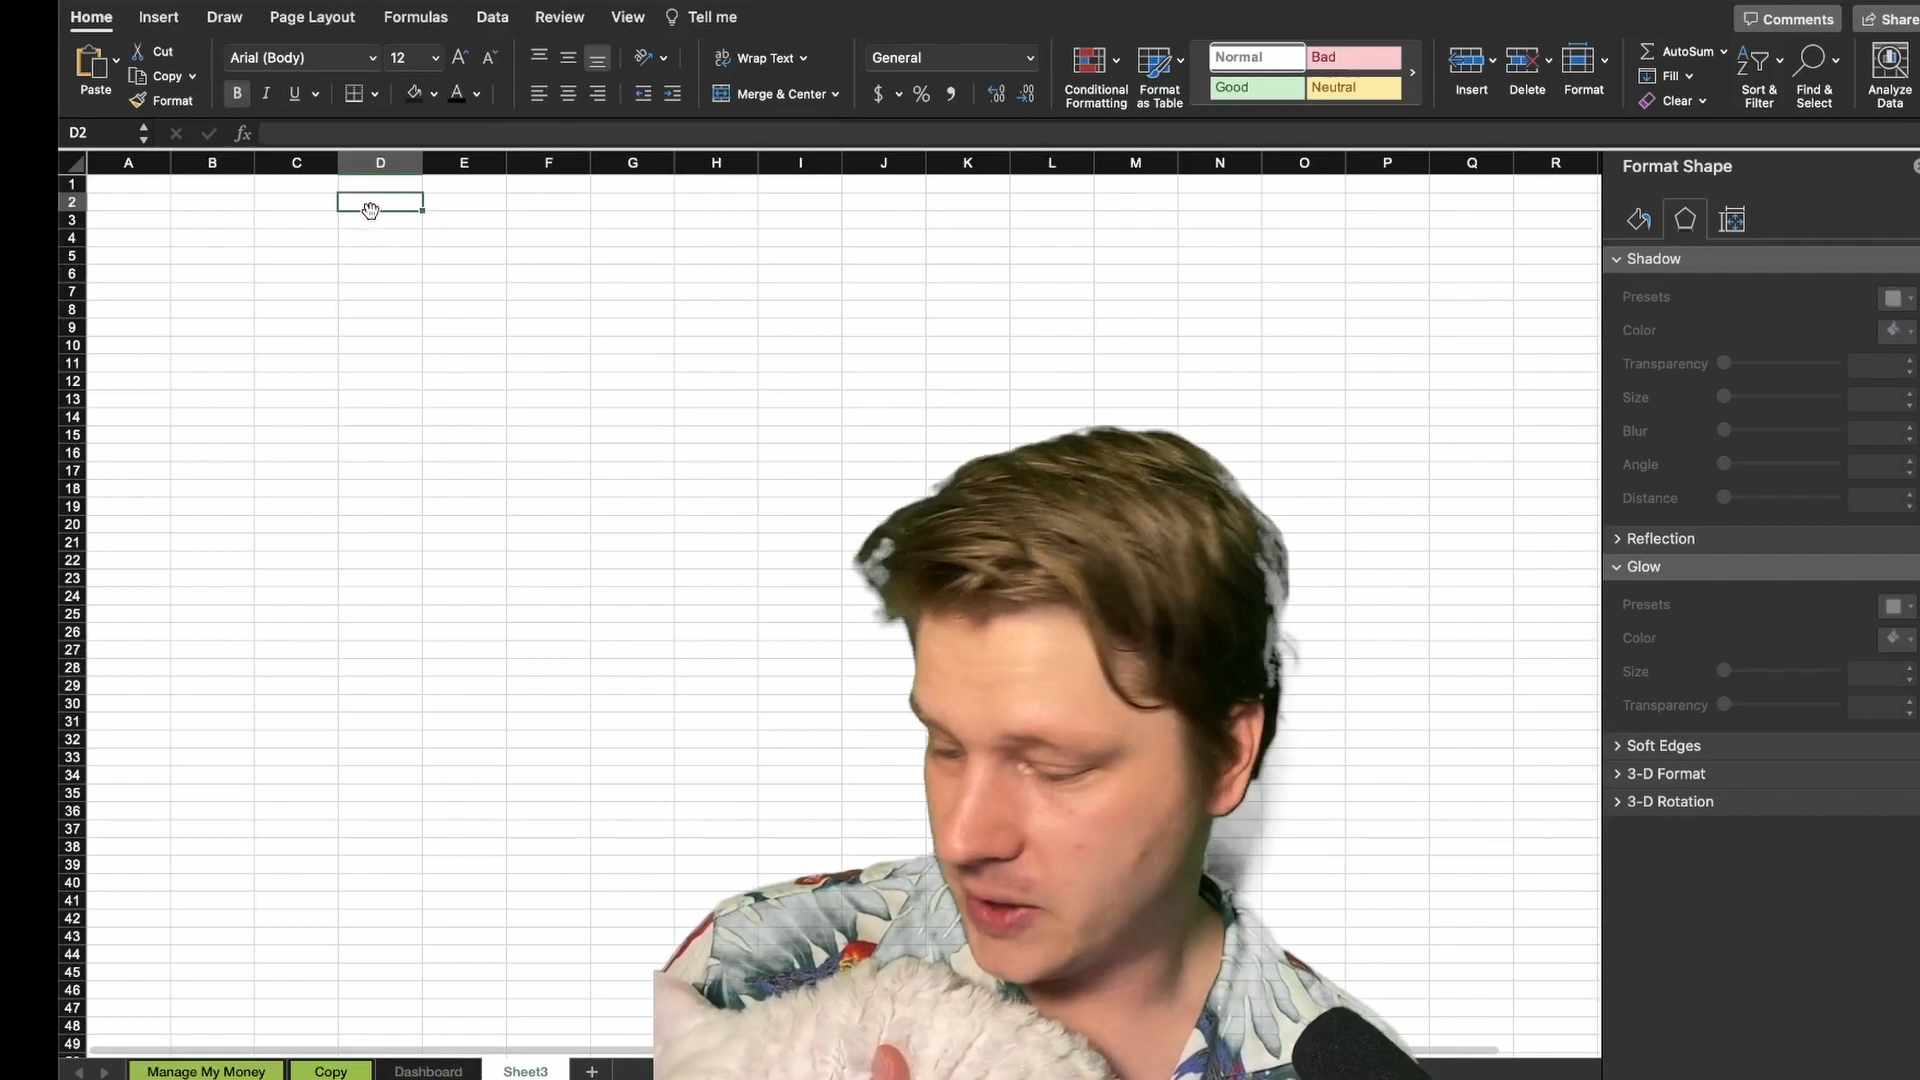 Home Insert Draw Page Layout Formulas Data Review View Tell me Comments Share
Paste
Cut
Copy
Format
Arial (Body) 12
B I U A
Wrap Text
Merge & Center
General
$ % 9
Conditional Formatting
Format as Table
Normal Bad
Good Neutral
Insert
Delete
Format
AutoSum
Fill
Clear
Sort & Filter
Find & Select
Analyze Data
D2 fx
A B C D E F G H I J K L M N O P Q R
1
2
3
4
5
6
7
8
9
10
11
12
13
14
15
16
17
18
19
20
21
22
23
24
25
26
27
28
29
30
31
32
33
34
35
36
37
38
39
40
41
42
43
44
45
46
47
48
49
Format Shape
Shadow
Presets
Color
Transparency
Size
Blur
Angle
Distance
Reflection
Glow
Presets
Color
Size
Transparency
Soft Edges
3-D Format
3-D Rotation
Manage My Money Copy Dashboard Sheet3 +